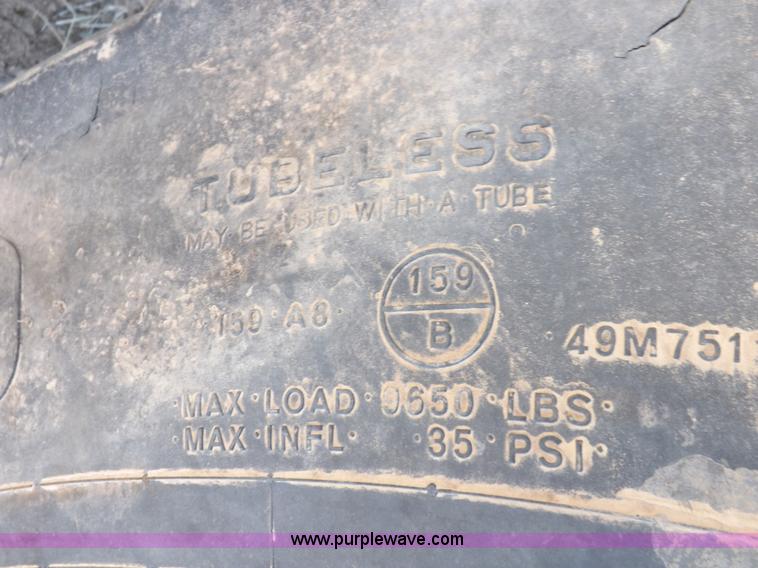 TUBELESS
MAY BE USED WITH A TUBE
159 A8
159
B
49M751
MAX·LOAD·9650·LBS·
MAX·INFL· ·35·PSI·
www.purplewave.com